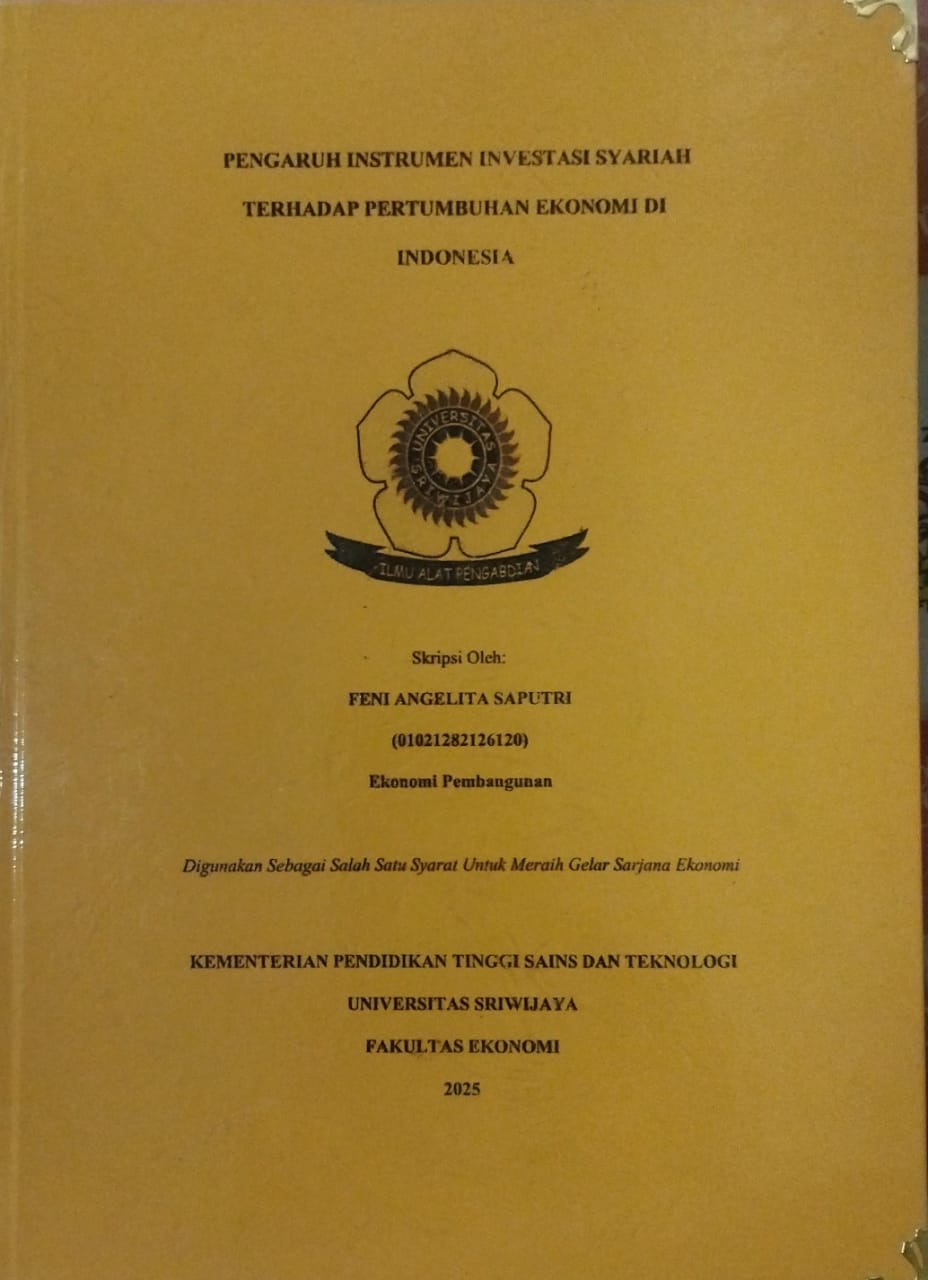 PENGARUH INSTRUMEN INVESTASI SYARIAH
TERHADAP PERTUMBUHAN EKONOMI DI
INDONESIA
UNIVERSITAS
SRIWIJAYA
ILMU ALAT PENGABDIAN
Skripsi Oleh:
FENI ANGELITA SAPUTRI
(01021282126120)
Ekonomi Pembangunan
Digunakan Sebagai Salah Satu Syarat Untuk Meraih Gelar Sarjana Ekonomi
KEMENTERIAN PENDIDIKAN TINGGI SAINS DAN TEKNOLOGI
UNIVERSITAS SRIWIJAYA
FAKULTAS EKONOMI
2025